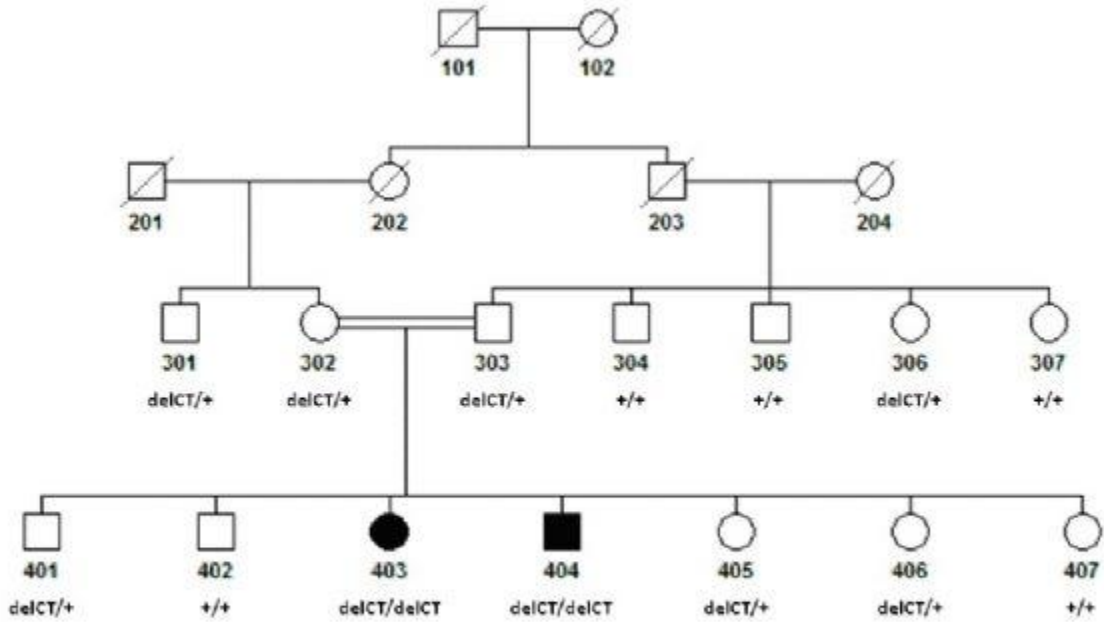 101 102
201 202 203 204
301 302 303 304 305 306 307
delCT/+ delCT/+ delCT/+ +/+ +/+ delCT/+ +/+
401 402 403 404 405 406 407
delCT/+ +/+ delCT/delCT delCT/delCT delCT/+ delCT/+ +/+